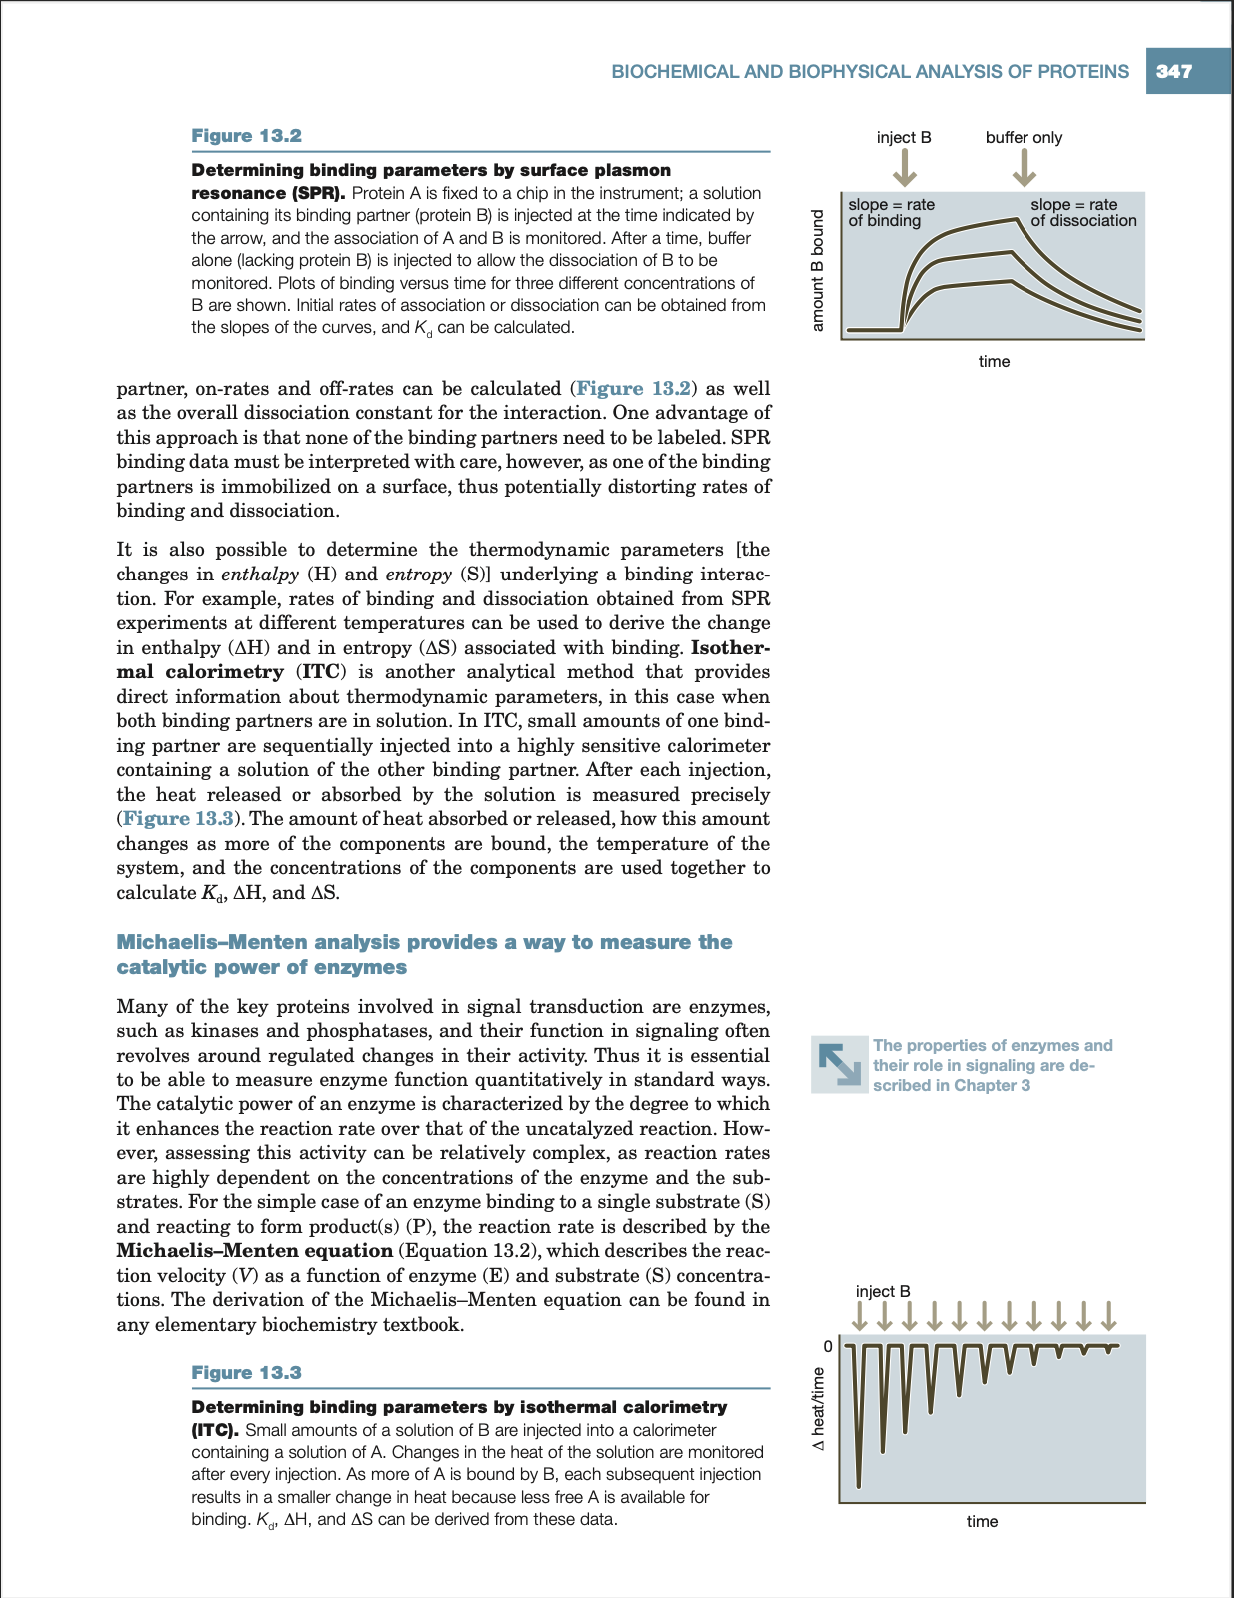 BIOCHEMICAL AND BIOPHYSICAL ANALYSIS OF PROTEINS 347
Figure 13.2
Determining binding parameters by surface plasmon
resonance (SPR). Protein A is fixed to a chip in the instrument; a solution
containing its binding partner (protein B) is injected at the time indicated by
the arrow, and the association of A and B is monitored. After a time, buffer
alone (lacking protein B) is injected to allow the dissociation of B to be
monitored. Plots of binding versus time for three different concentrations of
B are shown. Initial rates of association or dissociation can be obtained from
the slopes of the curves, and Kd can be calculated.
inject B buffer only
slope = rate
of binding
slope = rate
of dissociation
amount B bound
time
partner, on-rates and off-rates can be calculated (Figure 13.2) as well
as the overall dissociation constant for the interaction. One advantage of
this approach is that none of the binding partners need to be labeled. SPR
binding data must be interpreted with care, however, as one of the binding
partners is immobilized on a surface, thus potentially distorting rates of
binding and dissociation.
It is also possible to determine the thermodynamic parameters [the
changes in enthalpy (H) and entropy (S)] underlying a binding interac-
tion. For example, rates of binding and dissociation obtained from SPR
experiments at different temperatures can be used to derive the change
in enthalpy (ΔH) and in entropy (ΔS) associated with binding. Isother-
mal calorimetry (ITC) is another analytical method that provides
direct information about thermodynamic parameters, in this case when
both binding partners are in solution. In ITC, small amounts of one bind-
ing partner are sequentially injected into a highly sensitive calorimeter
containing a solution of the other binding partner. After each injection,
the heat released or absorbed by the solution is measured precisely
(Figure 13.3). The amount of heat absorbed or released, how this amount
changes as more of the components are bound, the temperature of the
system, and the concentrations of the components are used together to
calculate Kd, ΔH, and ΔS.
Michaelis–Menten analysis provides a way to measure the
catalytic power of enzymes
Many of the key proteins involved in signal transduction are enzymes,
such as kinases and phosphatases, and their function in signaling often
revolves around regulated changes in their activity. Thus it is essential
to be able to measure enzyme function quantitatively in standard ways.
The catalytic power of an enzyme is characterized by the degree to which
it enhances the reaction rate over that of the uncatalyzed reaction. How-
ever, assessing this activity can be relatively complex, as reaction rates
are highly dependent on the concentrations of the enzyme and the sub-
strates. For the simple case of an enzyme binding to a single substrate (S)
and reacting to form product(s) (P), the reaction rate is described by the
Michaelis–Menten equation (Equation 13.2), which describes the reac-
tion velocity (V) as a function of enzyme (E) and substrate (S) concentra-
tions. The derivation of the Michaelis–Menten equation can be found in
any elementary biochemistry textbook.
The properties of enzymes and
their role in signaling are de-
scribed in Chapter 3
Figure 13.3
Determining binding parameters by isothermal calorimetry
(ITC). Small amounts of a solution of B are injected into a calorimeter
containing a solution of A. Changes in the heat of the solution are monitored
after every injection. As more of A is bound by B, each subsequent injection
results in a smaller change in heat because less free A is available for
binding. Kd, ΔH, and ΔS can be derived from these data.
inject B
0
Δ heat/time
time